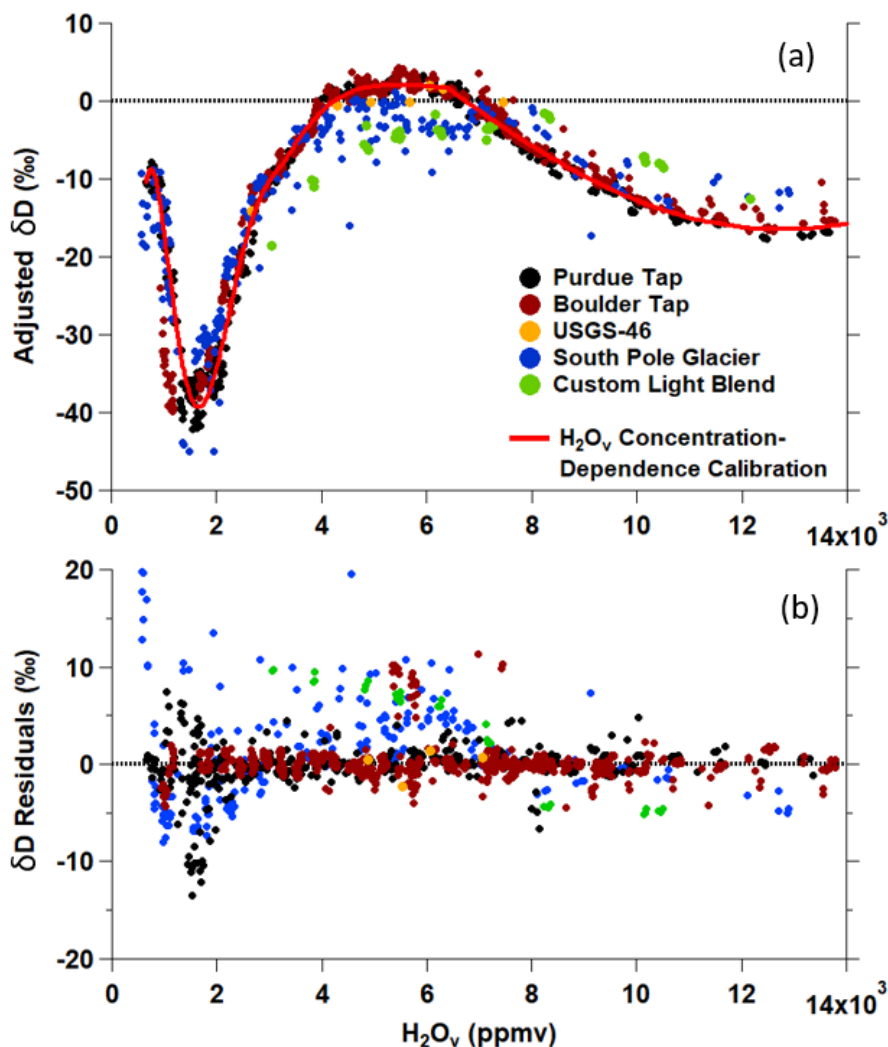 (a)
10
0
-10
-20
-30
-40
-50
Adjusted δD (‰)
Purdue Tap
Boulder Tap
USGS-46
South Pole Glacier
Custom Light Blend
H₂Oᵥ Concentration-
Dependence Calibration
0 2 4 6 8 10 12 14x10³
(b)
20
10
0
-10
-20
δD Residuals (‰)
0 2 4 6 8 10 12 14x10³
H₂Oᵥ (ppmv)